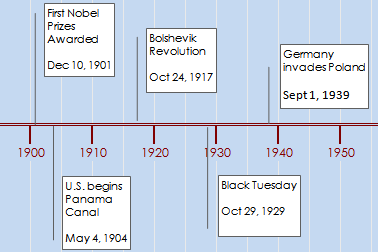 First Nobel
Prizes
Awarded
Dec 10, 1901
Bolshevik
Revolution
Oct 24, 1917
Germany
invades Poland
Sept 1, 1939
1900 1910 1920 1930 1940 1950
U.S. begins
Panama
Canal
May 4, 1904
Black Tuesday
Oct 29, 1929